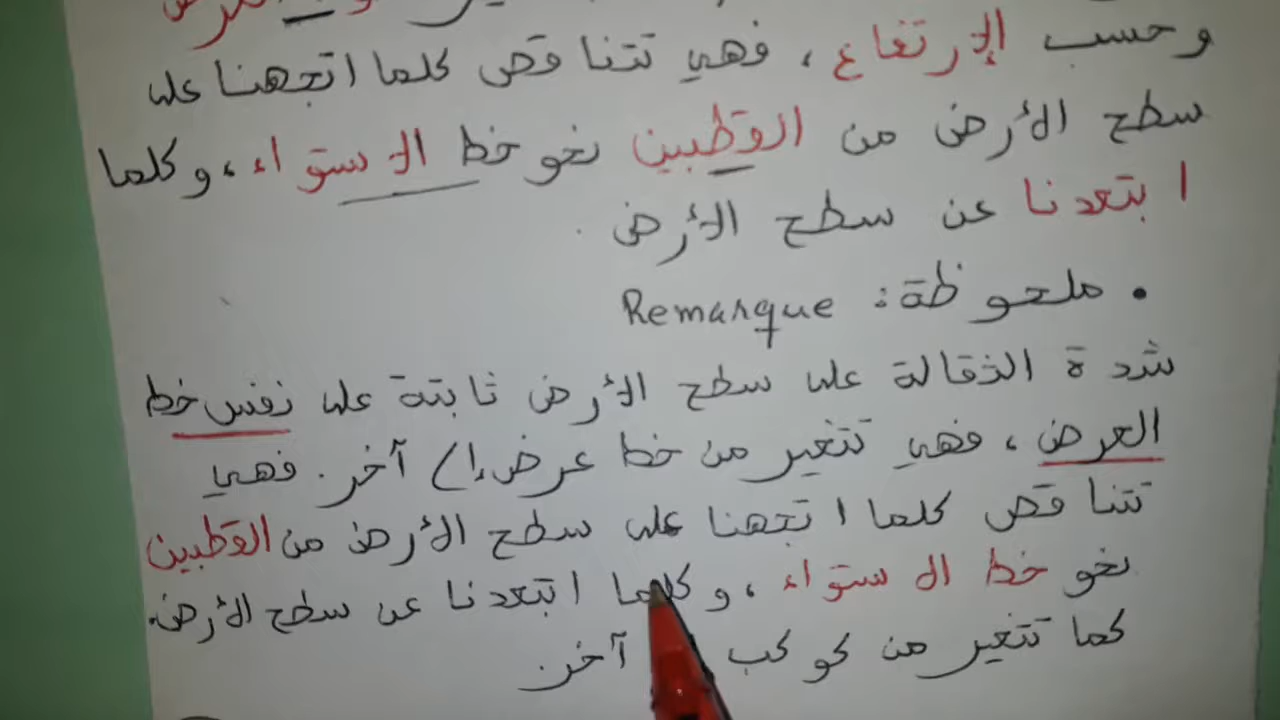 وحسب الإرتفاع، فهي تتناقص كلما اتجهنا على
سطح الأرض من القطبين نحو خط الاستواء، وكلما
ابتعدنا عن سطح الأرض.
• ملحوظة: Remarque
شدة الثقالة على سطح الأرض ثابتة على نفس خط
العرض، فهي تتغير من خط عرض إلى آخر. فهي
تتناقص كلما اتجهنا على سطح الأرض من القطبين
نحو خط الاستواء، وكلما ابتعدنا عن سطح الأرض.
كما تتغير من كوكب آخر.